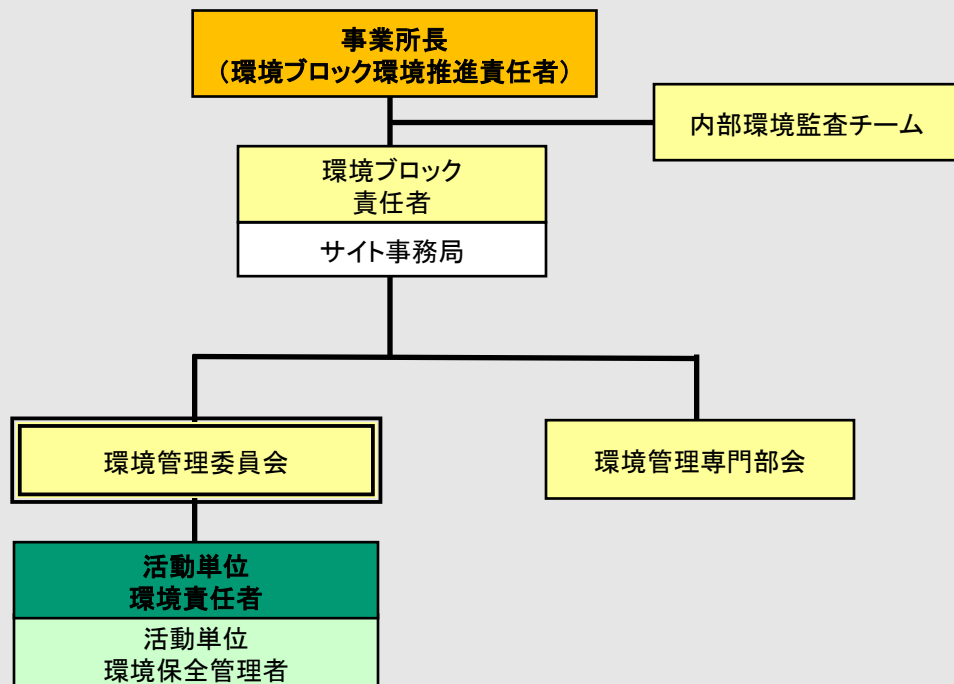 事業所長
（環境ブロック環境推進責任者）
内部環境監査チーム
環境ブロック
責任者
サイト事務局
環境管理委員会
環境管理専門部会
活動単位
環境責任者
活動単位
環境保全管理者